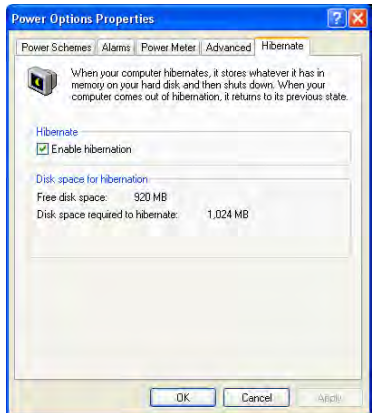 Power Options Properties
Power Schemes Alarms Power Meter Advanced Hibernate
When your computer hibernates, it stores whatever it has in
memory on your hard disk and then shuts down. When your
computer comes out of hibernation, it returns to its previous state.
Hibernate
Enable hibernation
Disk space for hibernation
Free disk space: 920 MB
Disk space required to hibernate: 1,024 MB
OK Cancel Apply